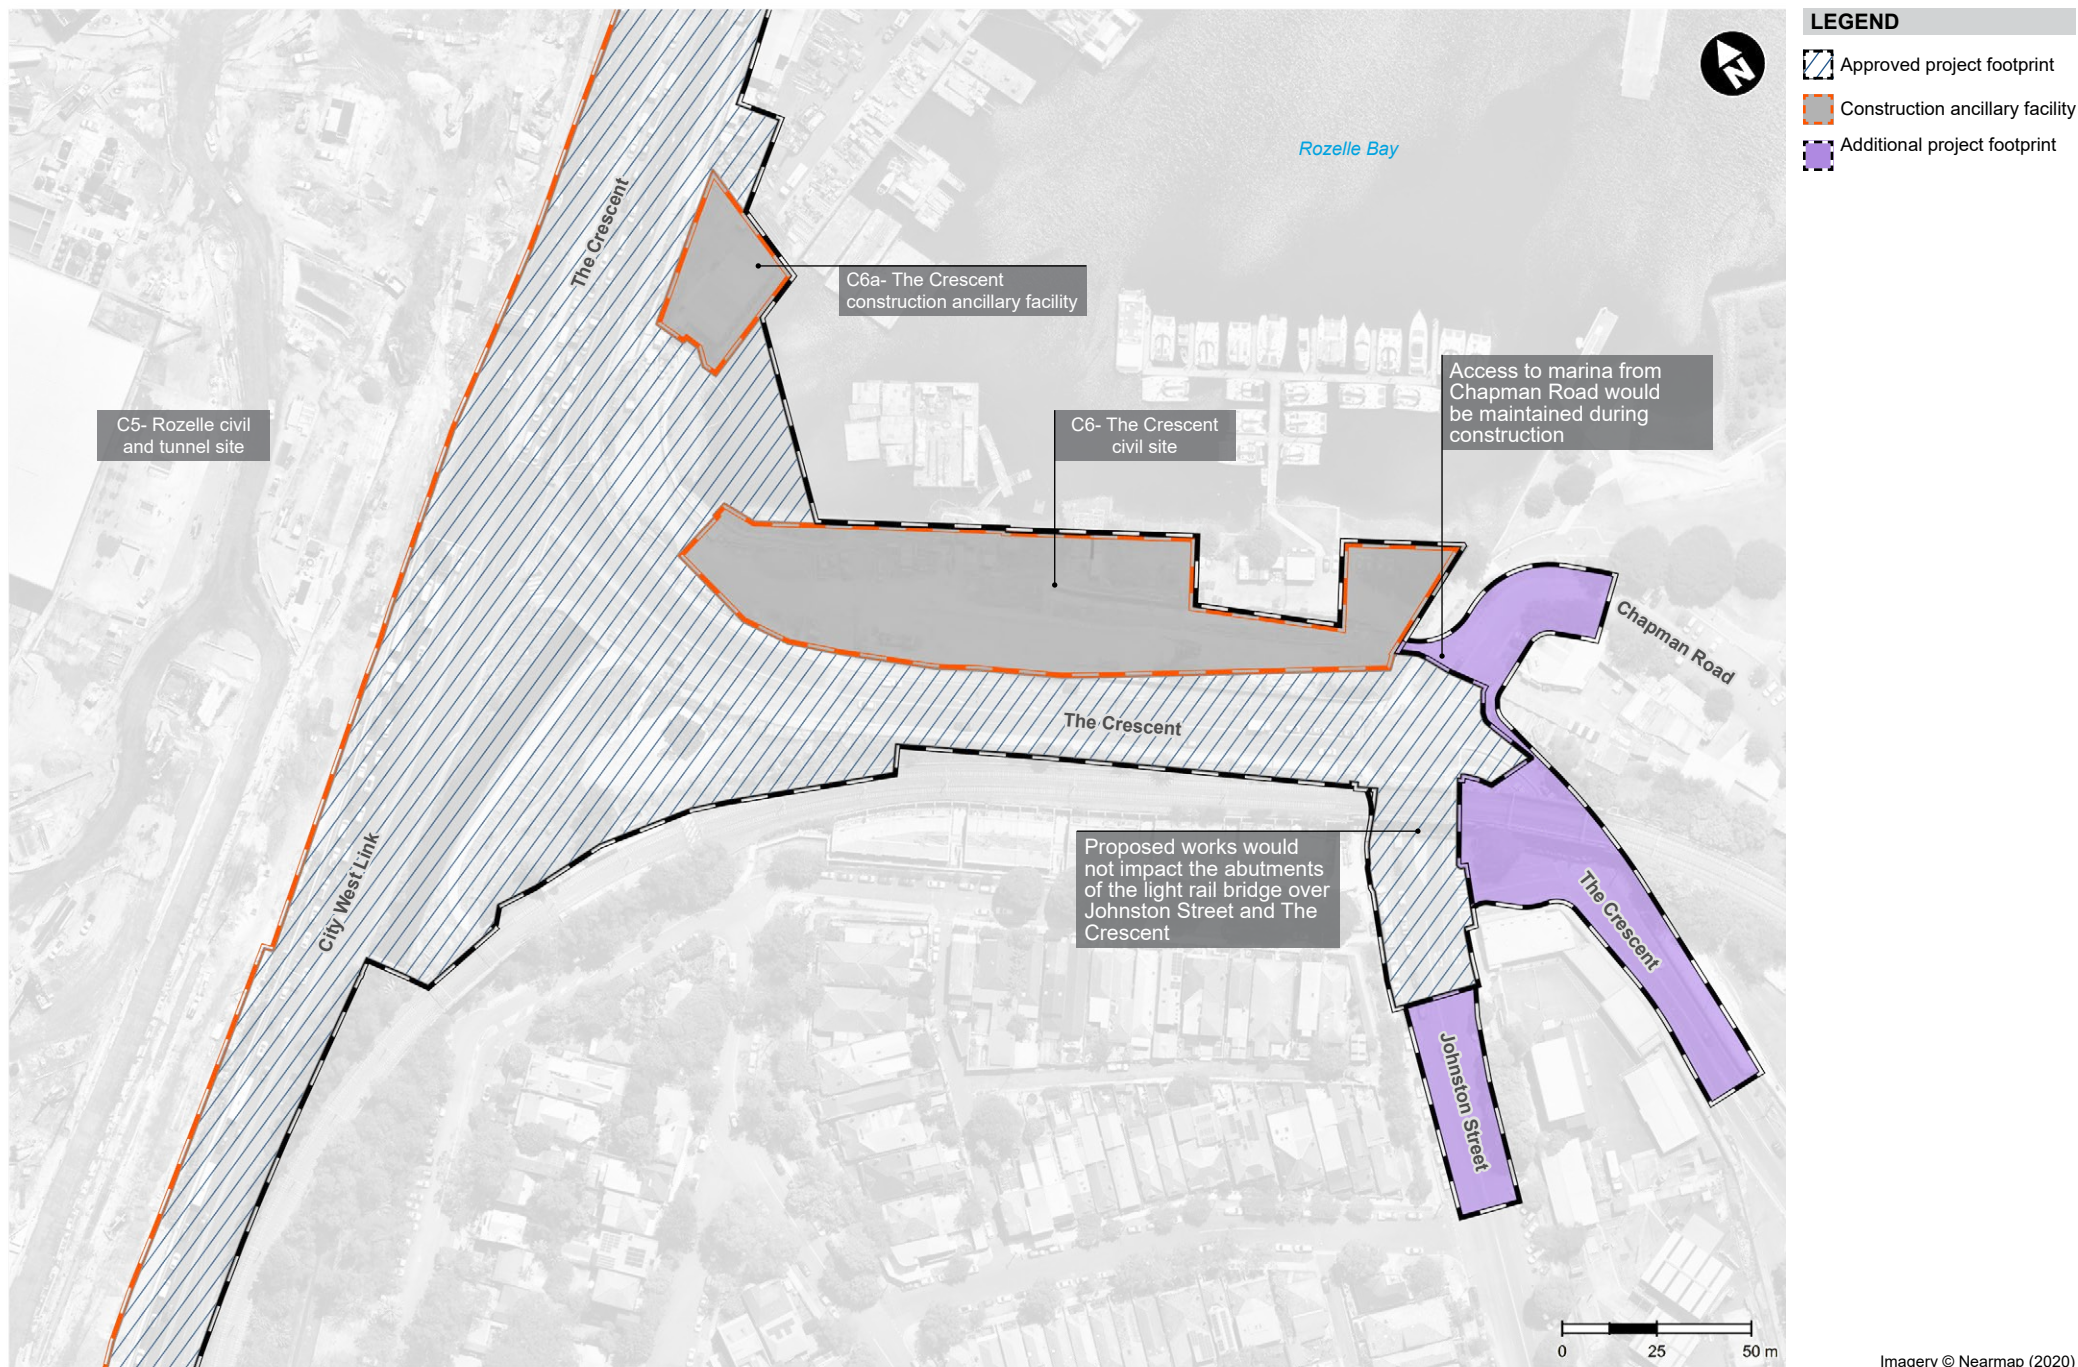 LEGEND
Approved project footprint
Construction ancillary facility
Additional project footprint
N
Rozelle Bay
The Crescent
C6a- The Crescent
construction ancillary facility
Access to marina from
Chapman Road would
be maintained during
construction
C5- Rozelle civil
and tunnel site
C6- The Crescent
civil site
Chapman Road
The Crescent
City West Link
Proposed works would
not impact the abutments
of the light rail bridge over
Johnston Street and The
Crescent
The Crescent
Johnston Street
0 25 50 m
Imagery © Nearmap (2020)